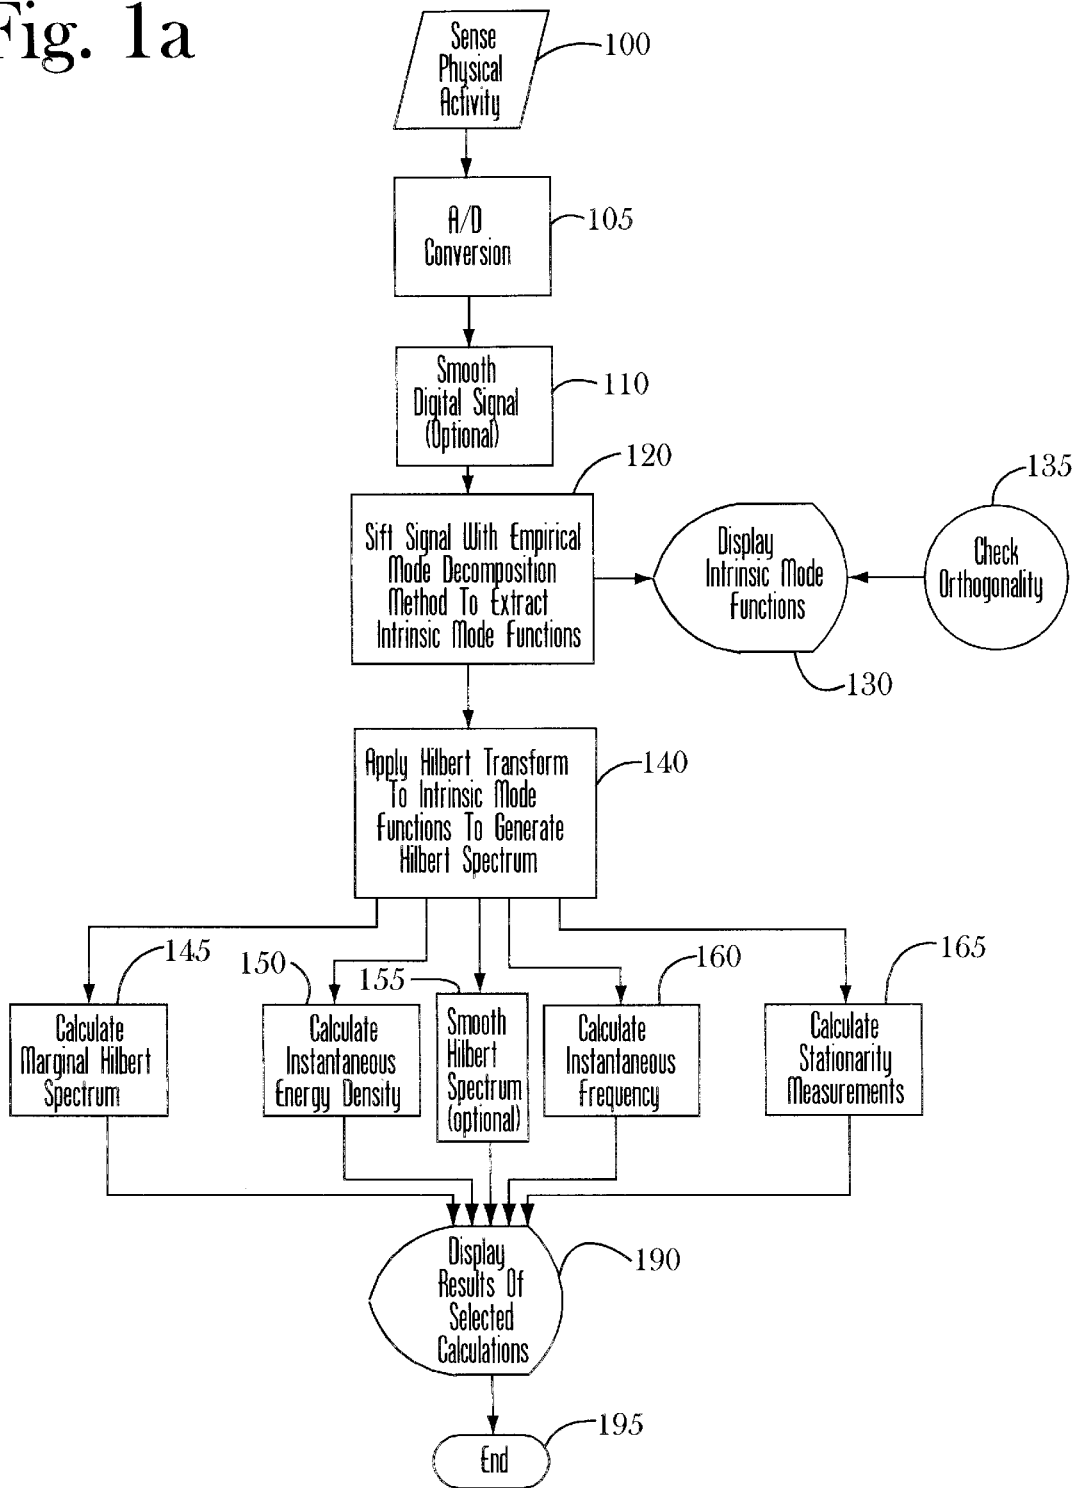 Fig. 1a
Sense
Physical
Activity
100
A/D
Conversion
105
Smooth
Digital Signal
(Optional)
110
120
Sift Signal With Empirical
Mode Decomposition
Method To Extract
Intrinsic Mode Functions
Display
Intrinsic Mode
Functions
130
135
Check
Orthogonality
Apply Hilbert Transform
To Intrinsic Mode
Functions To Generate
Hilbert Spectrum
140
145
Calculate
Marginal Hilbert
Spectrum
150
Calculate
Instantaneous
Energy Density
155
Smooth
Hilbert
Spectrum
(optional)
160
Calculate
Instantaneous
Frequency
165
Calculate
Stationarity
Measurements
Display
Results Of
Selected
Calculations
190
End
195